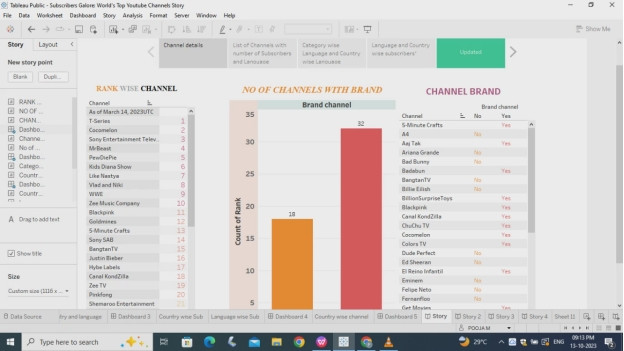 Tableau Public - Subscribers Galore: World's Top Youtube Channels Story
File Data Worksheet Dashboard Story Analysis Map Format Server Window Help
Show Me
Story Layout
New story point
Blank Dupli...
RANK ...
NO OF ...
CHAN...
Dashbo...
Channe...
No of ...
Dashbo...
Catego...
Countr...
Dashbo...
Countr...
Drag to add text
Show title
Size
Custom size (1116 x ...
Channel details
List of Channels with number of Subscribers and Language
Category wise Language and Country wise Language
Language and Country wise subscribers'
Updated
RANK WISE CHANNEL
Channel
As of March 14, 2023UTC
T-Series 1
Cocomelon 2
Sony Entertainment Telev.. 3
MrBeast 4
PewDiePie 5
Kids Diana Show 6
Like Nastya 7
Vlad and Niki 8
WWE 9
Zee Music Company 10
Blackpink 11
Goldmines 12
5-Minute Crafts 13
Sony SAB 14
BangtanTV 15
Justin Bieber 16
Hybe Labels 17
Canal KondZilla 18
Zee TV 19
Pinkfong 20
Shemaroo Entertainment
NO OF CHANNELS WITH BRAND
Brand channel
Count of Rank
35
30
25
20
15
10
5
18
32
CHANNEL BRAND
Brand channel
Channel No Yes
5-Minute Crafts Yes
A4 No
Aaj Tak Yes
Ariana Grande No
Bad Bunny No
Badabun Yes
BangtanTV No
Billie Eilish No
BillionSurpriseToys Yes
Blackpink Yes
Canal KondZilla Yes
ChuChu TV Yes
Cocomelon Yes
Colors TV Yes
Dude Perfect No
Ed Sheeran No
El Reino Infantil Yes
Eminem No
Felipe Neto No
Fernanfloo No
Get Movies Yes
Data Source try and language Dashboard 3 Country wise Sub Language wise Sub Dashboard 4 Country wise channel Dashboard 5 Story Story 2 Story 3 Story 4 Sheet 11
POOJA M
Type here to search
29°C
ENG
09:13 PM
13-10-2023